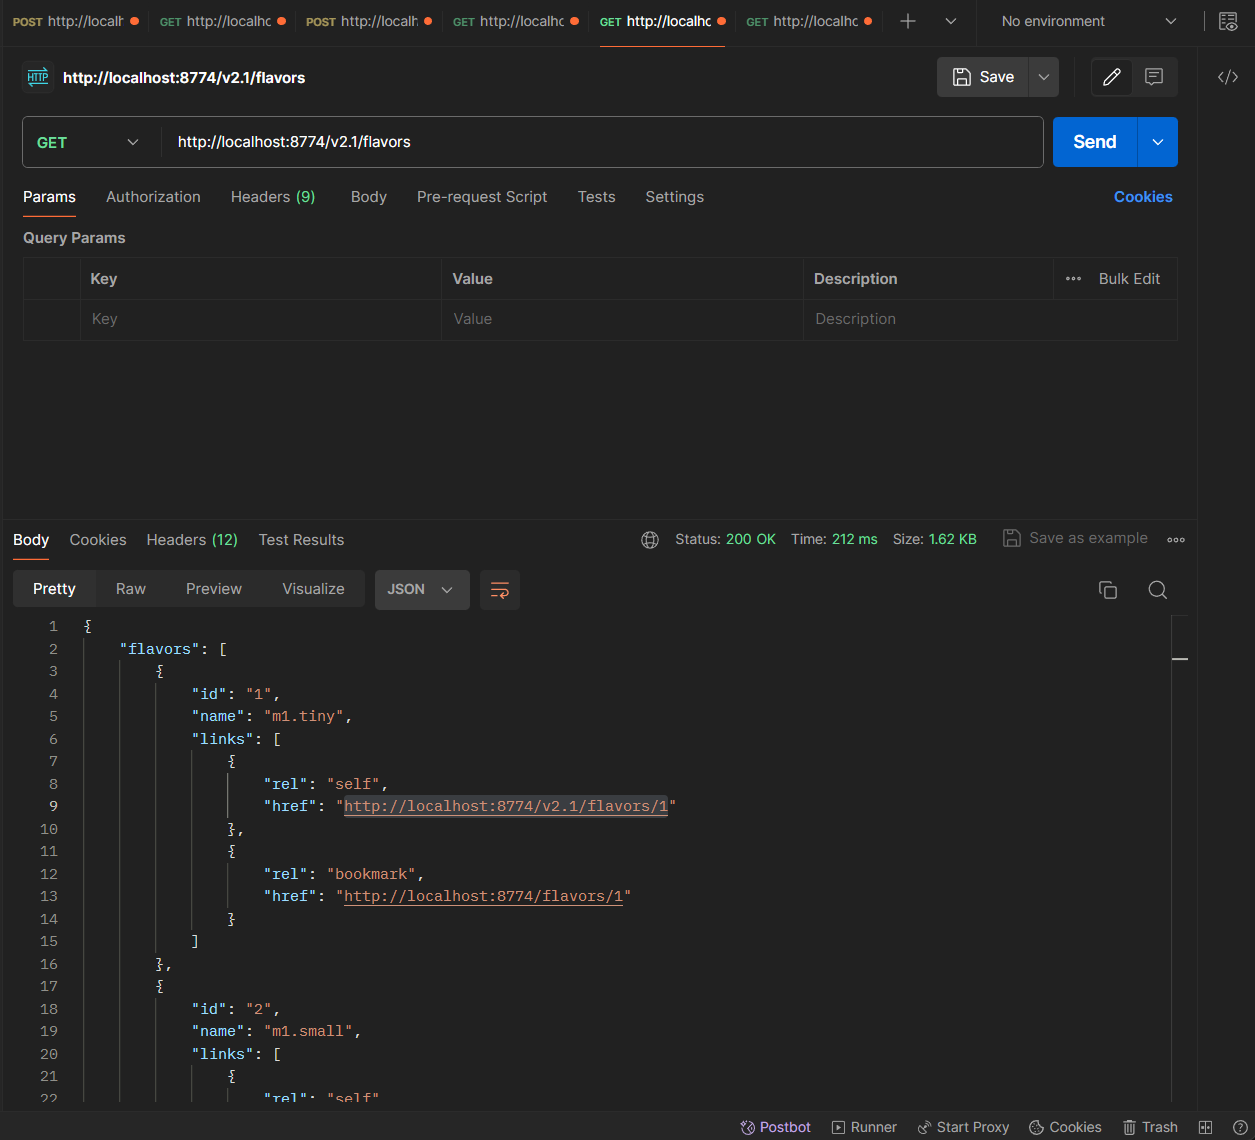 POST http://localh GET http://localhc POST http://localh GET http://localhc GET http://localhc GET http://localhc No environment
HTTP http://localhost:8774/v2.1/flavors Save
GET http://localhost:8774/v2.1/flavors Send
Params Authorization Headers (9) Body Pre-request Script Tests Settings Cookies
Query Params
Key Value Description Bulk Edit
Key Value Description
Body Cookies Headers (12) Test Results Status: 200 OK Time: 212 ms Size: 1.62 KB Save as example
Pretty Raw Preview Visualize JSON
1 {
2 "flavors": [
3 {
4 "id": "1",
5 "name": "m1.tiny",
6 "links": [
7 {
8 "rel": "self",
9 "href": "http://localhost:8774/v2.1/flavors/1"
10 },
11 {
12 "rel": "bookmark",
13 "href": "http://localhost:8774/flavors/1"
14 }
15 ]
16 },
17 {
18 "id": "2",
19 "name": "m1.small",
20 "links": [
21 {
22 "rel": "self"
Postbot Runner Start Proxy Cookies Trash